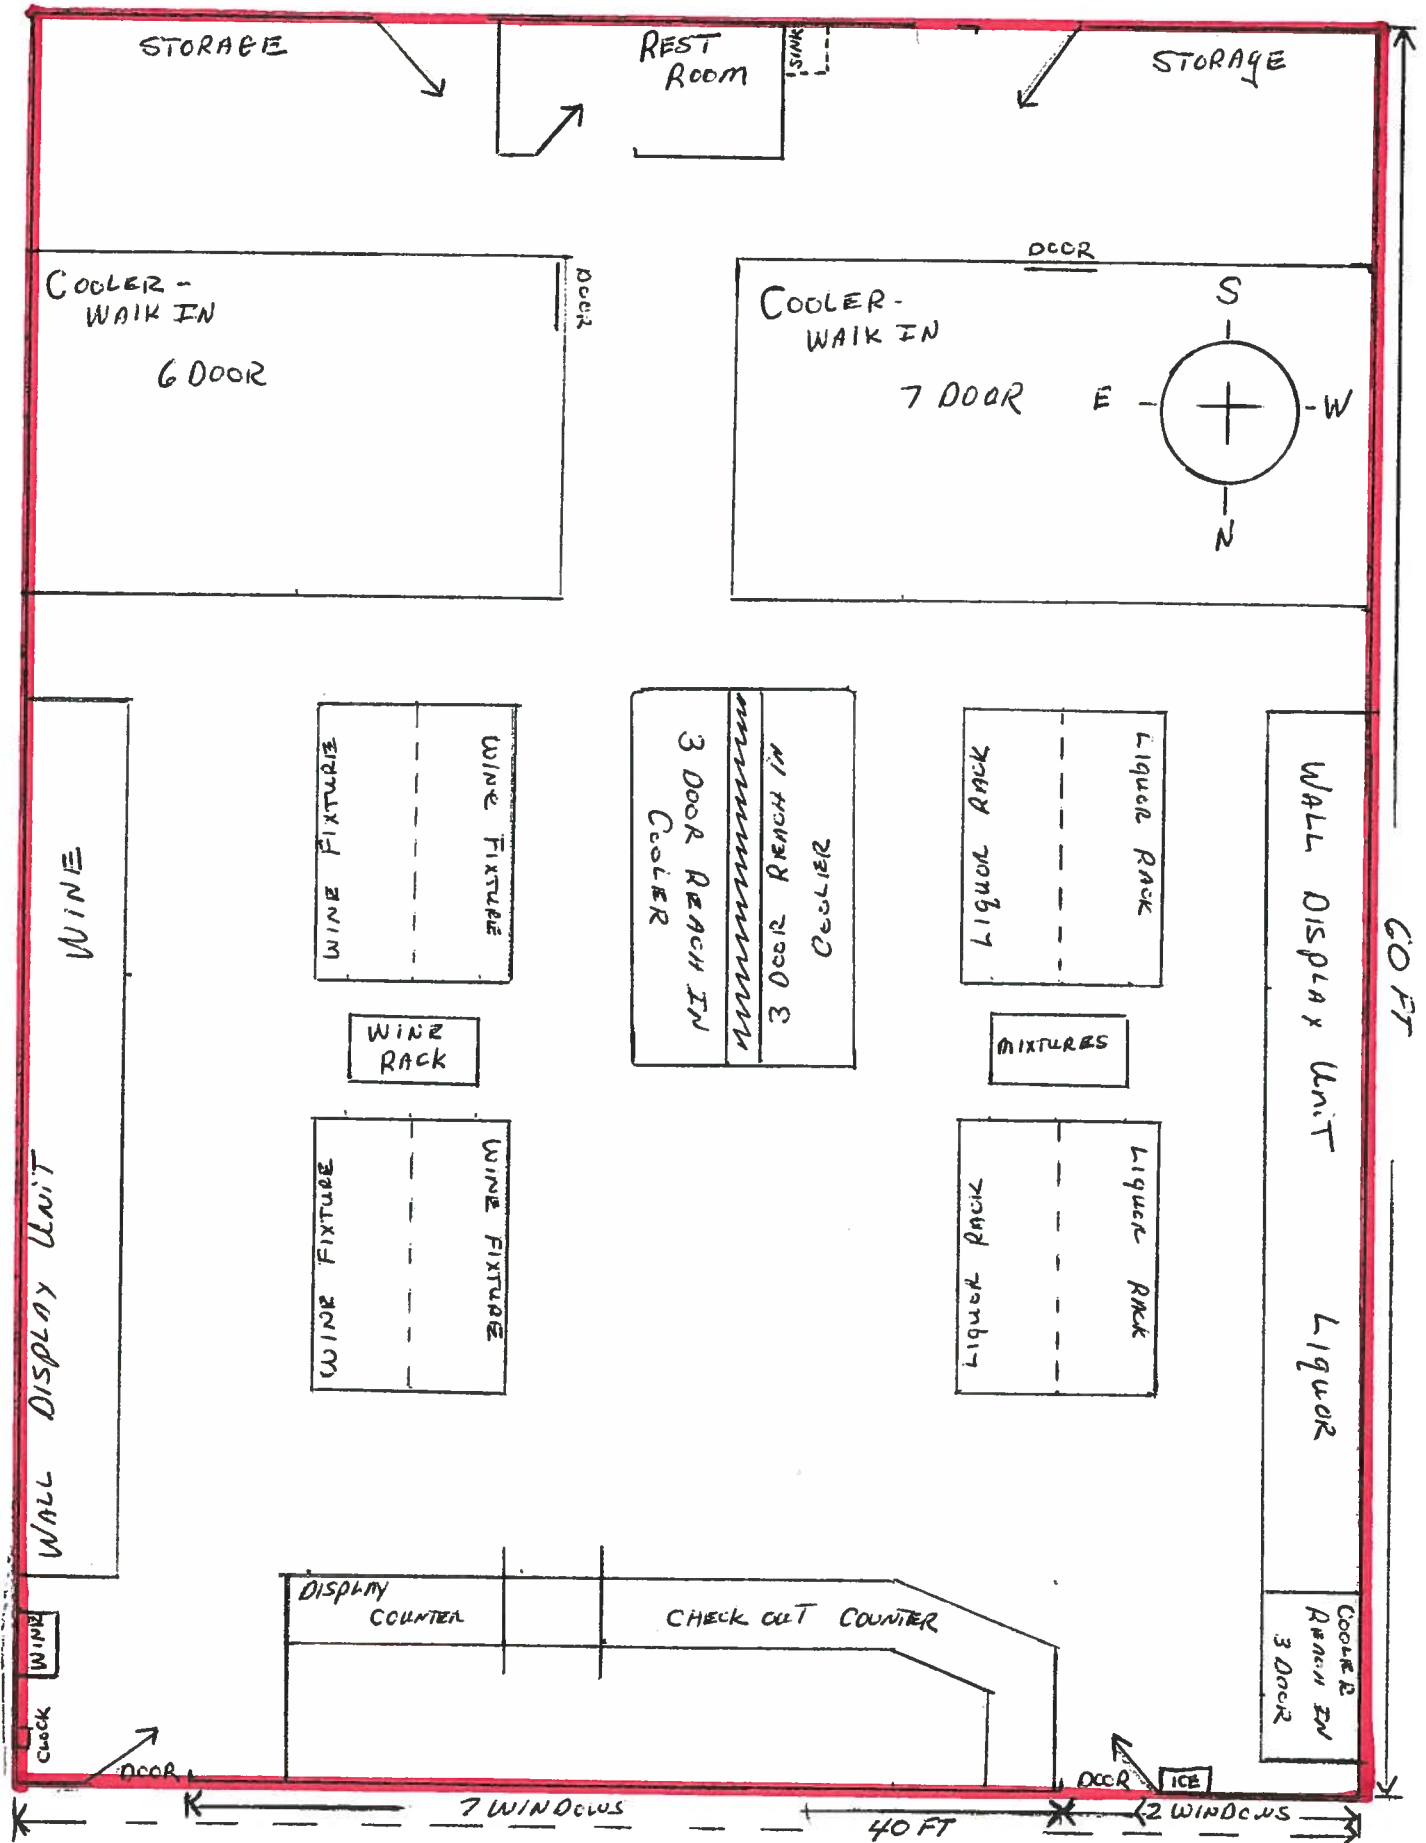 STORAGE
REST
ROOM
SINK
STORAGE
COOLER -
WALK IN
6 DOOR
DOOR
COOLER -
WALK IN
7 DOOR
DOOR
S
E
W
N
60 FT
WINE
WALL DISPLAY UNIT
WINE FIXTURE
WINE FIXTURE
3 DOOR REACH IN
COOLER
3 DOOR REACH IN
COOLER
LIQUOR RACK
LIQUOR RACK
WALL DISPLAY UNIT
LIQUOR
WINE
RACK
MIXTURES
WINE FIXTURE
WINE FIXTURE
LIQUOR RACK
LIQUOR RACK
DISPLAY
COUNTER
CHECK OUT COUNTER
COOLER
REACH IN
3 DOOR
WINE
CLOCK
DOOR
DOOR
ICE
7 WINDOWS
40 FT
2 WINDOWS